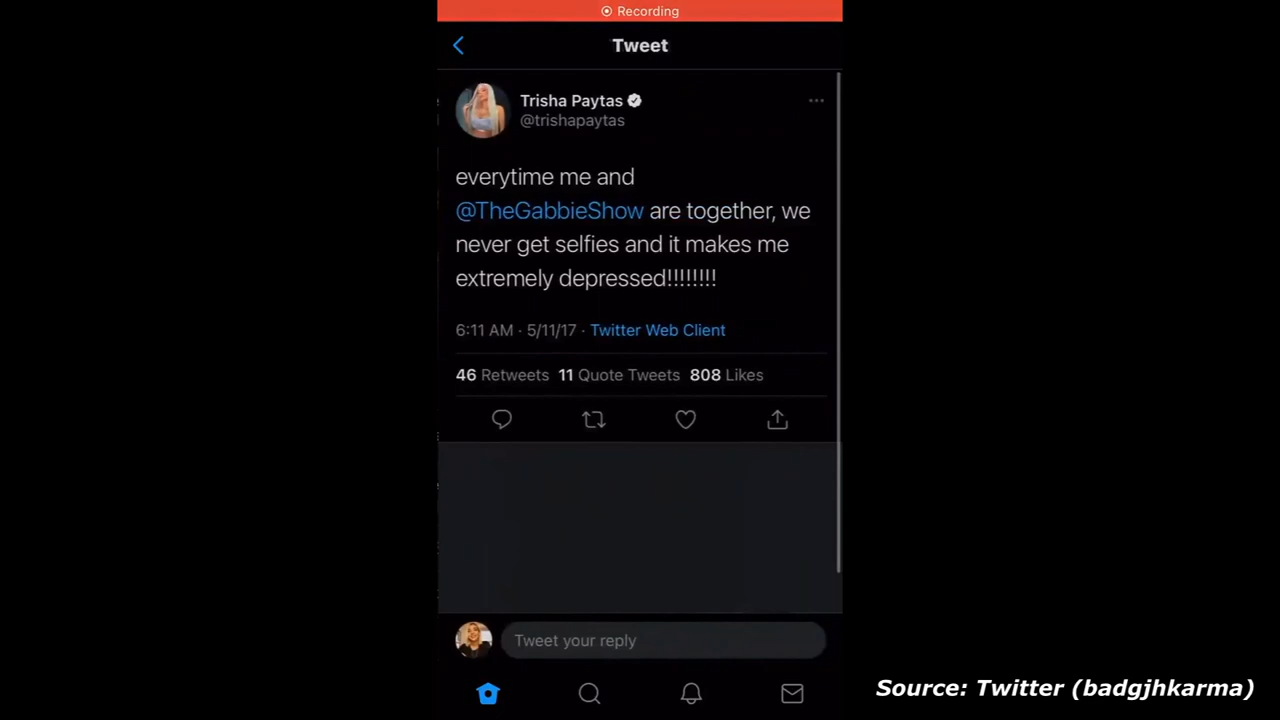 Recording
Tweet
Trisha Paytas
@trishapaytas
everytime me and
@TheGabbieShow are together, we
never get selfies and it makes me
extremely depressed!!!!!!!!
6:11 AM · 5/11/17 · Twitter Web Client
46 Retweets 11 Quote Tweets 808 Likes
Tweet your reply
Source: Twitter (badgjhkarma)